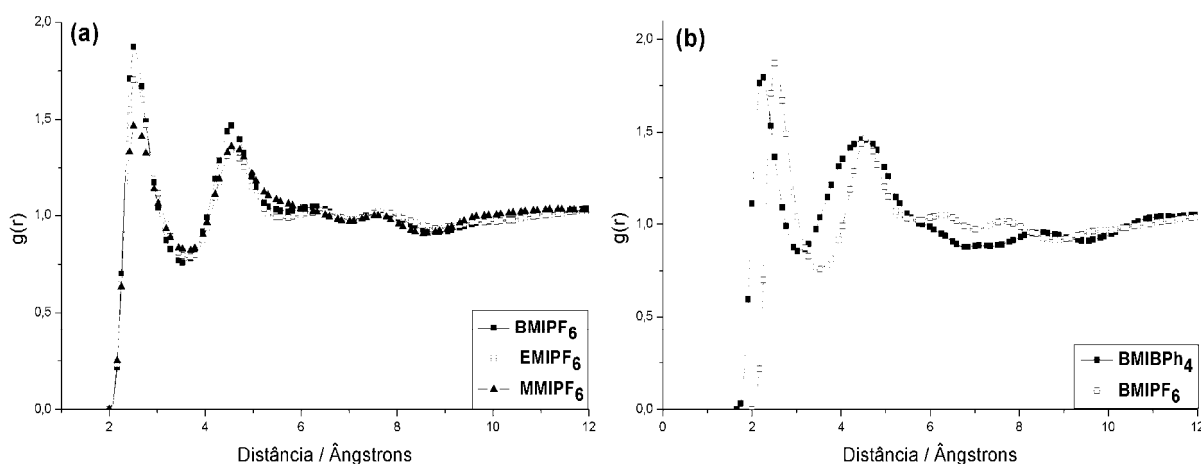 (a)
g(r)
2,0
1,5
1,0
0,5
0,0
BMIPF6
EMIPF6
MMIPF6
2 4 6 8 10 12
Distância / Ângstrons
(b)
g(r)
2,0
1,5
1,0
0,5
0,0
BMIBPh4
BMIPF6
0 2 4 6 8 10 12
Distância / Ângstrons